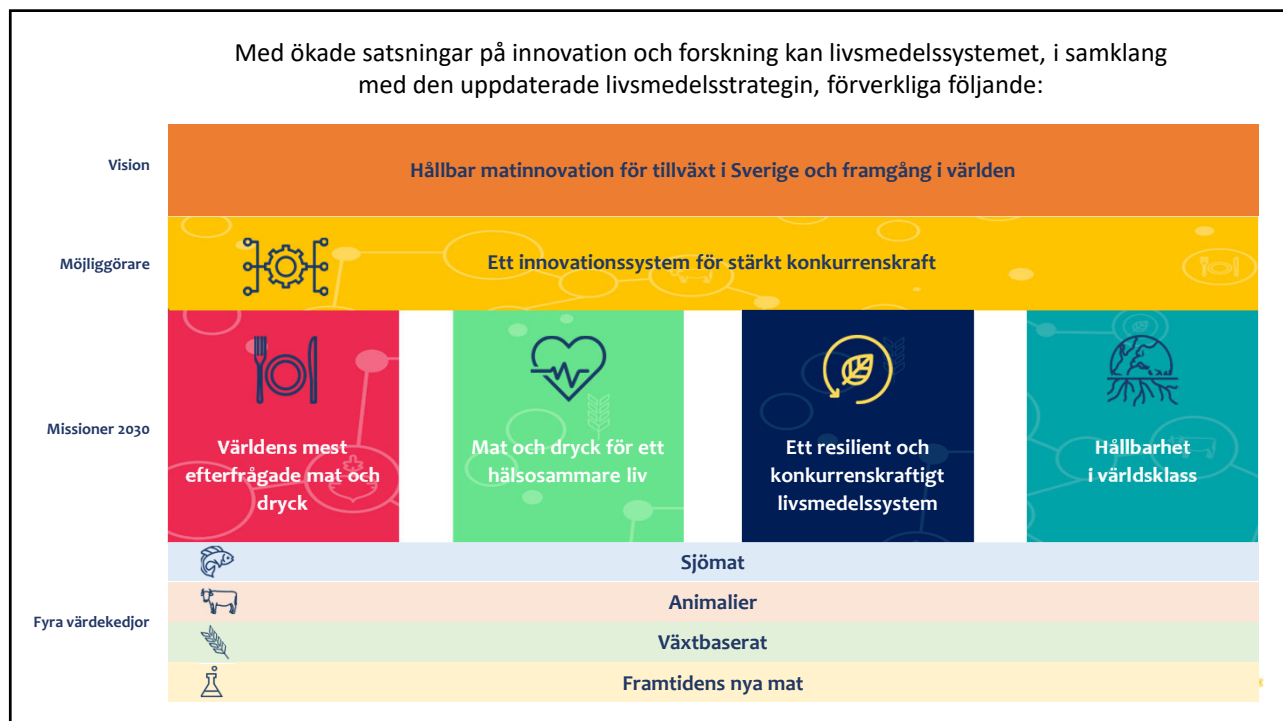 Med ökade satsningar på innovation och forskning kan livsmedelssystemet, i samklang
med den uppdaterade livsmedelsstrategin, förverkliga följande:
Vision
Hållbar matinnovation för tillväxt i Sverige och framgång i världen
Möjliggörare
Ett innovationssystem för stärkt konkurrenskraft
Missioner 2030
Världens mest
efterfrågade mat och
dryck
Mat och dryck för ett
hälsosammare liv
Ett resilient och
konkurrenskraftigt
livsmedelssystem
Hållbarhet
i världsklass
Fyra värdekedjor
Sjömat
Animalier
Växtbaserat
Framtidens nya mat